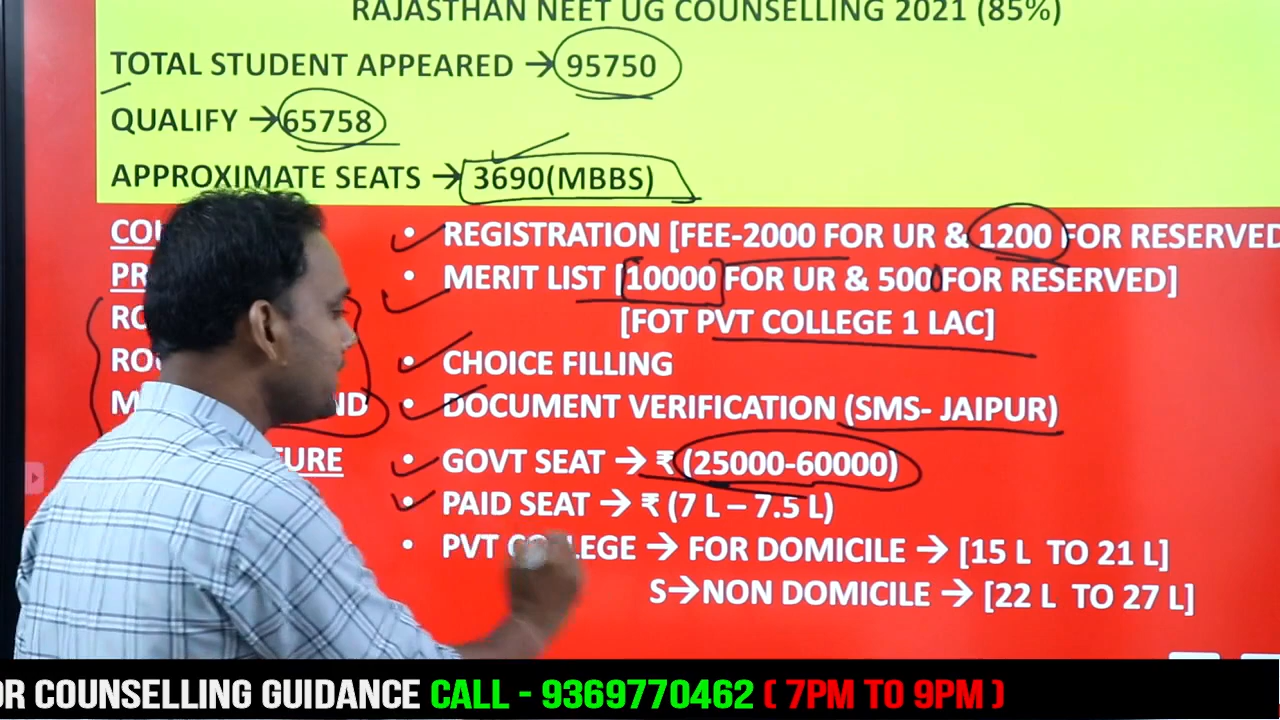 RAJASTHAN NEET UG COUNSELLING 2021 (85%)
TOTAL STUDENT APPEARED → 95750
QUALIFY → 65758
APPROXIMATE SEATS → 3690(MBBS)
• REGISTRATION [FEE-2000 FOR UR & 1200 FOR RESERVED
• MERIT LIST [10000 FOR UR & 500 FOR RESERVED]
[FOT PVT COLLEGE 1 LAC]
• CHOICE FILLING
• DOCUMENT VERIFICATION (SMS- JAIPUR)
• GOVT SEAT → ₹ (25000-60000)
• PAID SEAT → ₹ (7 L – 7.5 L)
• PVT COLLEGE → FOR DOMICILE → [15 L TO 21 L]
S→NON DOMICILE → [22 L TO 27 L]
OR COUNSELLING GUIDANCE CALL - 9369770462 ( 7PM TO 9PM )